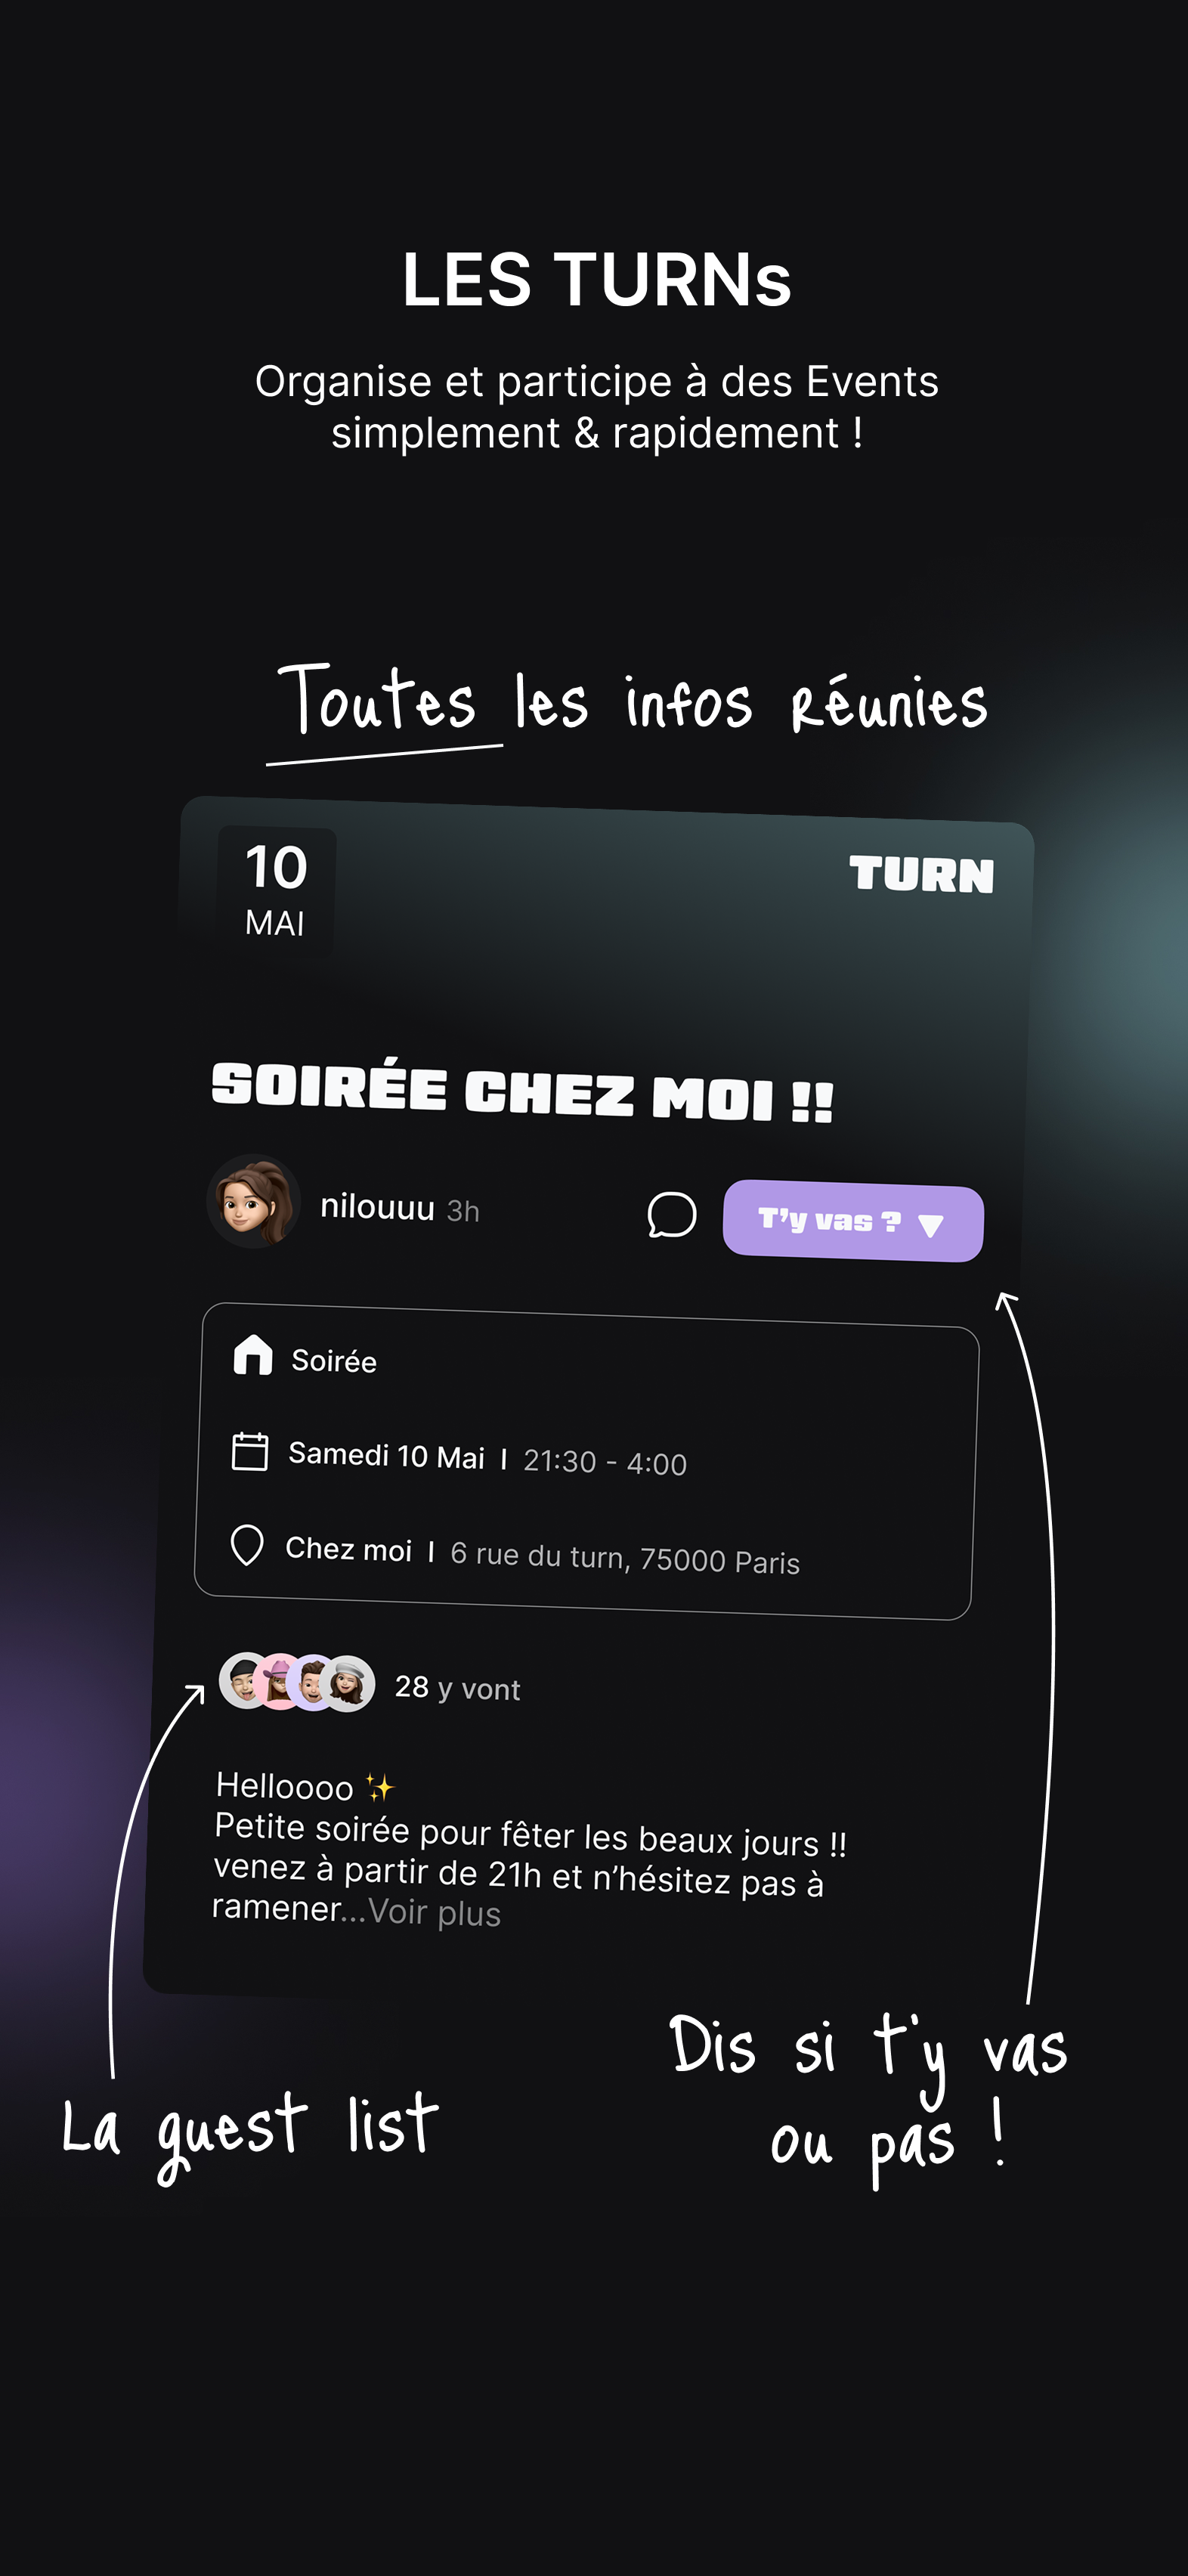 LES TURNs
Organise et participe à des Events
simplement & rapidement !
Toutes les infos réunies
10
MAI
TURN
SOIRÉE CHEZ MOI !!
nilouuu 3h
T'y vas ?
Soirée
Samedi 10 Mai I 21:30 - 4:00
Chez moi I 6 rue du turn, 75000 Paris
28 y vont
Helloooo ✨
Petite soirée pour fêter les beaux jours !!
venez à partir de 21h et n’hésitez pas à
ramener...Voir plus
Dis si t'y vas
ou pas !
La guest list